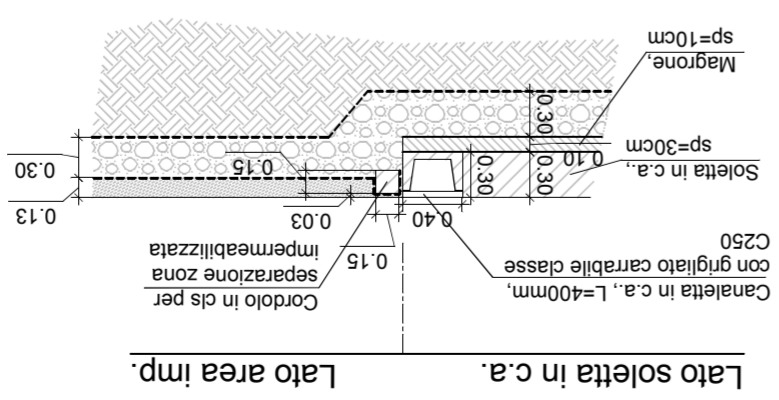 Lato soletta in c.a.
Lato area imp.
Canaletta in c.a., L=400mm,
con grigliato carrabile classe
C250
Cordolo in cls per
separazione zona
impermeabilizzata
0.15
0.40
0.03
0.13
0.30
0.15
Soletta in c.a.,
sp=30cm
0.30
0.30
0.10
0.30
Magrone,
sp=10cm